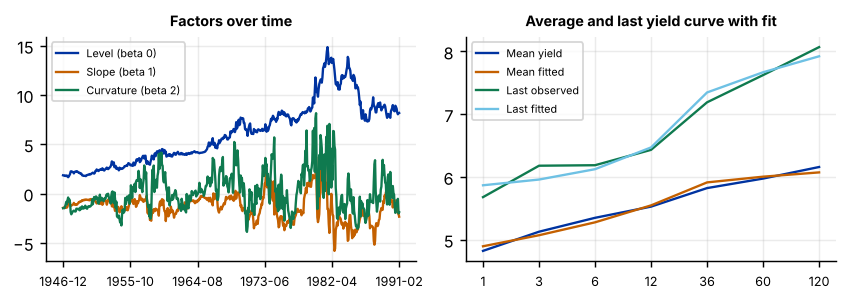 Factors over time
Level (beta 0)
Slope (beta 1)
Curvature (beta 2)
15
10
5
0
−5
1946-12 1955-10 1964-08 1973-06 1982-04 1991-02
Average and last yield curve with fit
Mean yield
Mean fitted
Last observed
Last fitted
8
7
6
5
1 3 6 12 36 60 120